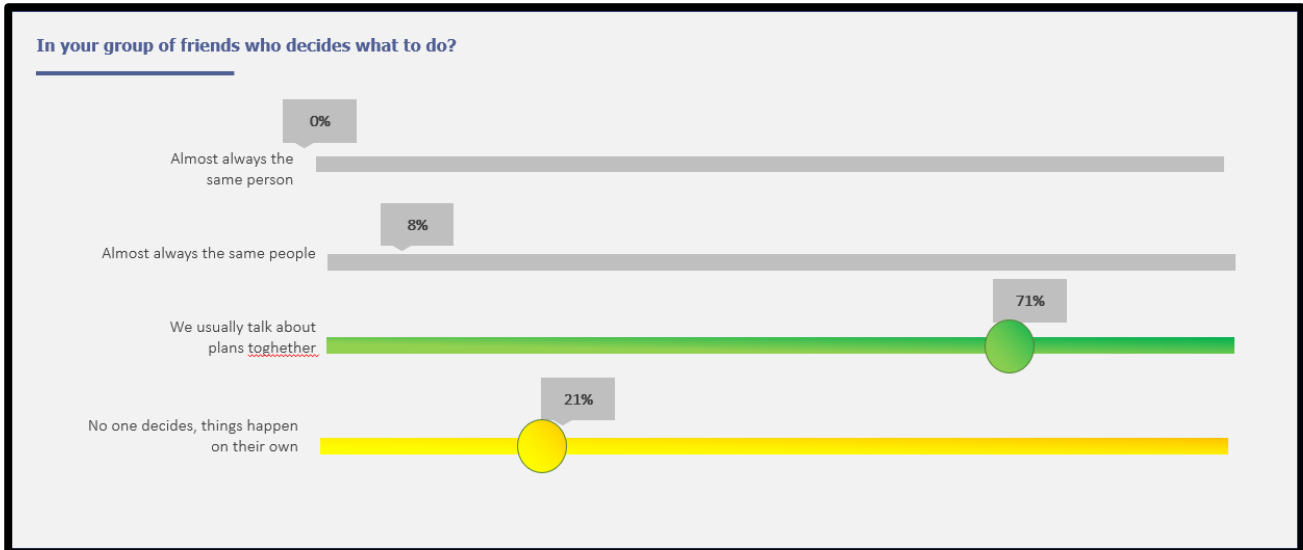 In your group of friends who decides what to do?
0%
Almost always the
same person
8%
Almost always the same people
71%
We usually talk about
plans toghether
21%
No one decides, things happen
on their own